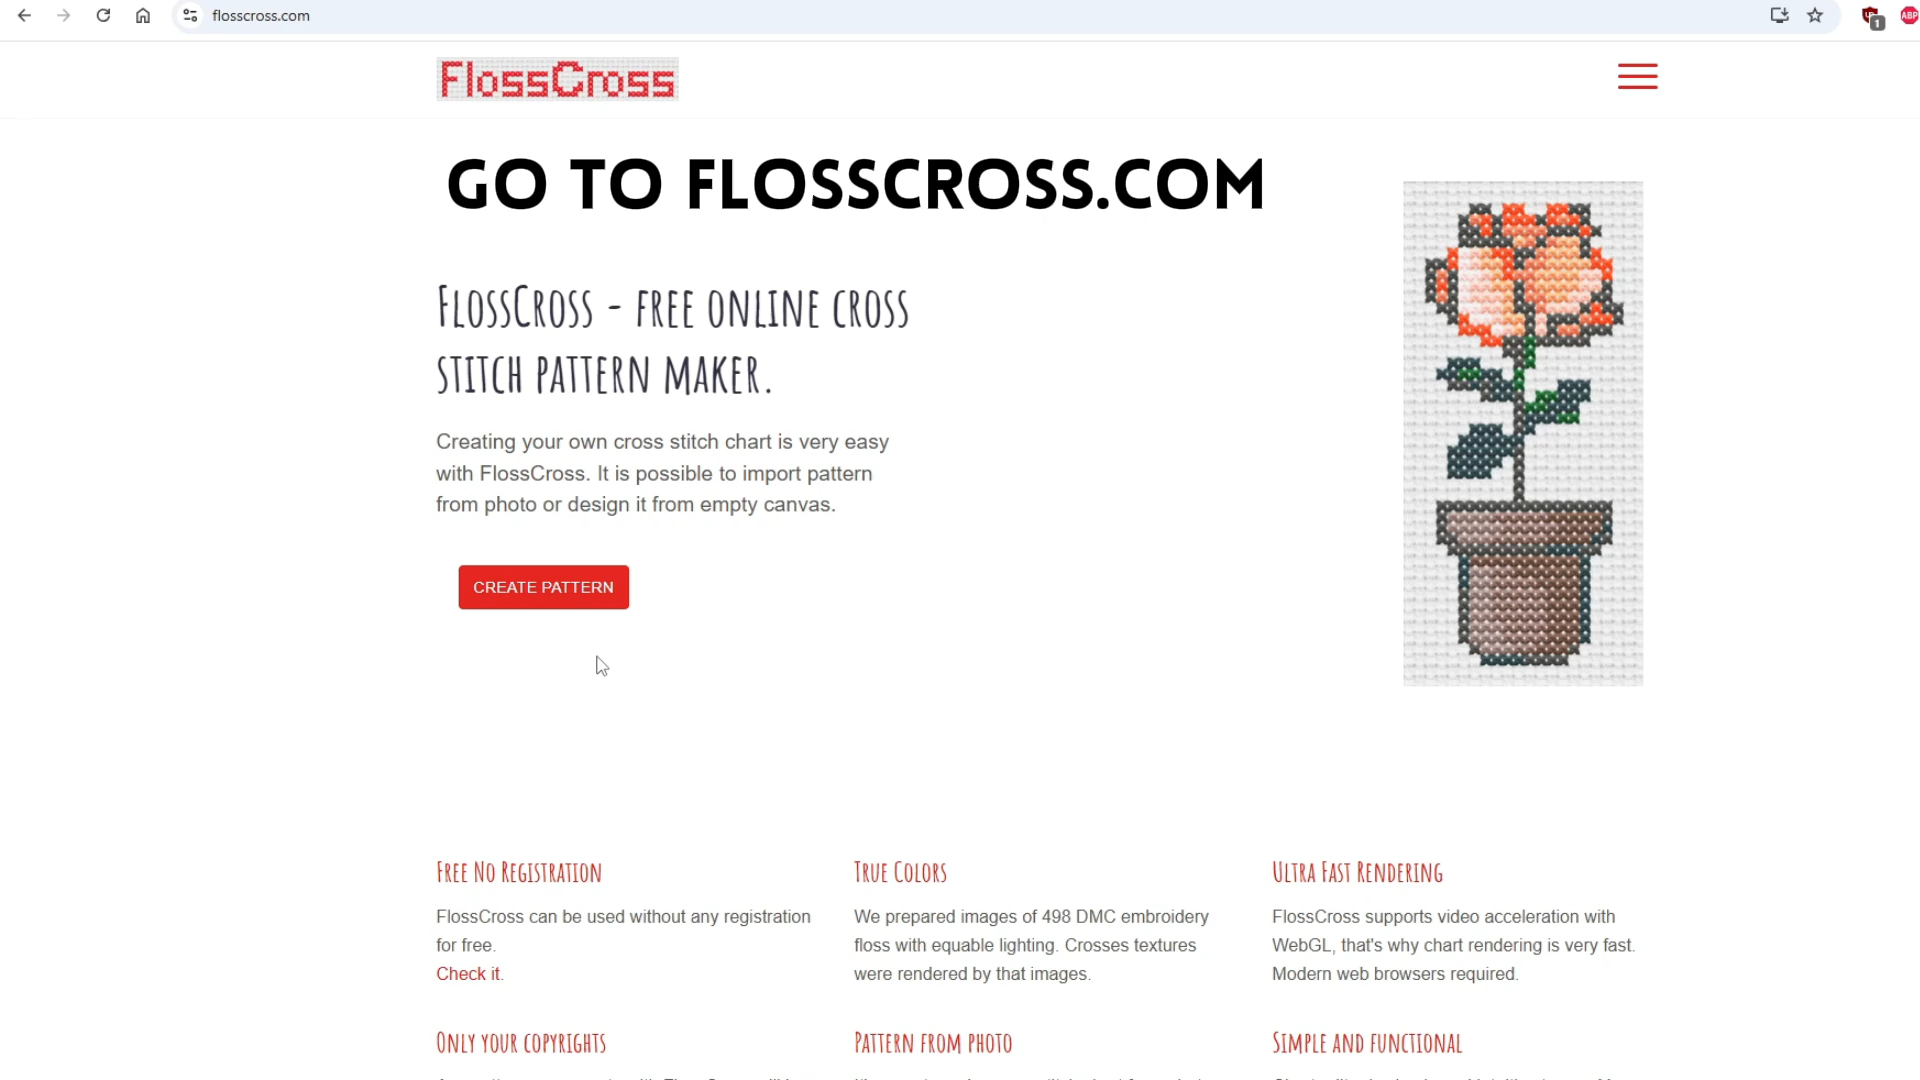 flosscross.com
1
ABP
FlossCross
GO TO FLOSSCROSS.COM
FlossCross - free online cross
stitch pattern maker.
Creating your own cross stitch chart is very easy
with FlossCross. It is possible to import pattern
from photo or design it from empty canvas.
CREATE PATTERN
Free No Registration
FlossCross can be used without any registration
for free.
Check it.
True Colors
We prepared images of 498 DMC embroidery
floss with equable lighting. Crosses textures
were rendered by that images.
Ultra Fast Rendering
FlossCross supports video acceleration with
WebGL, that's why chart rendering is very fast.
Modern web browsers required.
Only your copyrights
Pattern from photo
Simple and functional